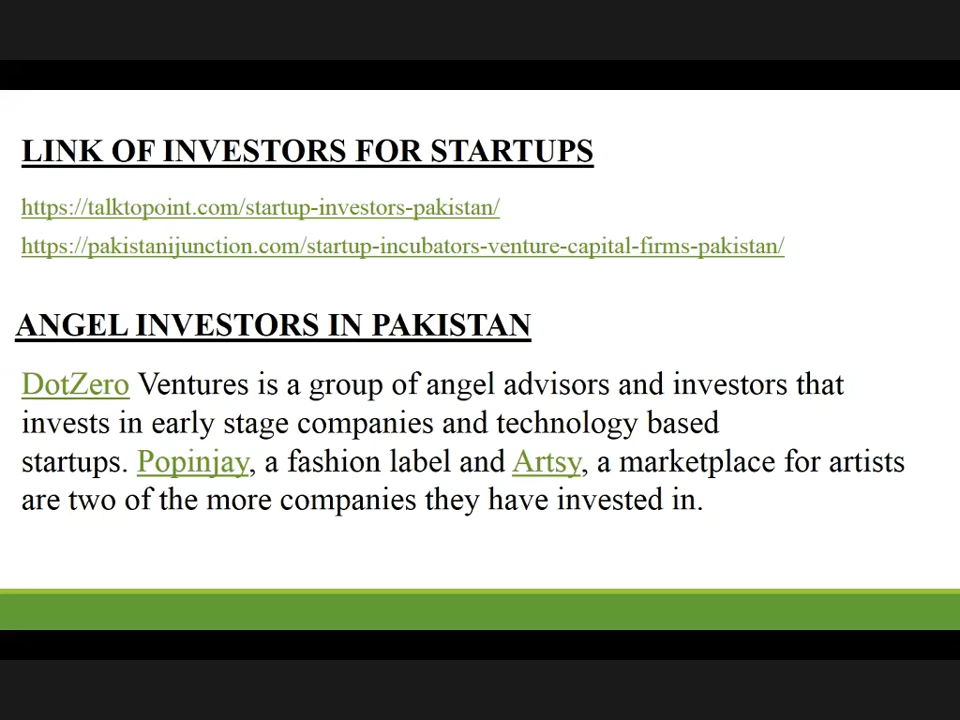 LINK OF INVESTORS FOR STARTUPS
https://talktopoint.com/startup-investors-pakistan/
https://pakistanijunction.com/startup-incubators-venture-capital-firms-pakistan/
ANGEL INVESTORS IN PAKISTAN
DotZero Ventures is a group of angel advisors and investors that
invests in early stage companies and technology based
startups. Popinjay, a fashion label and Artsy, a marketplace for artists
are two of the more companies they have invested in.